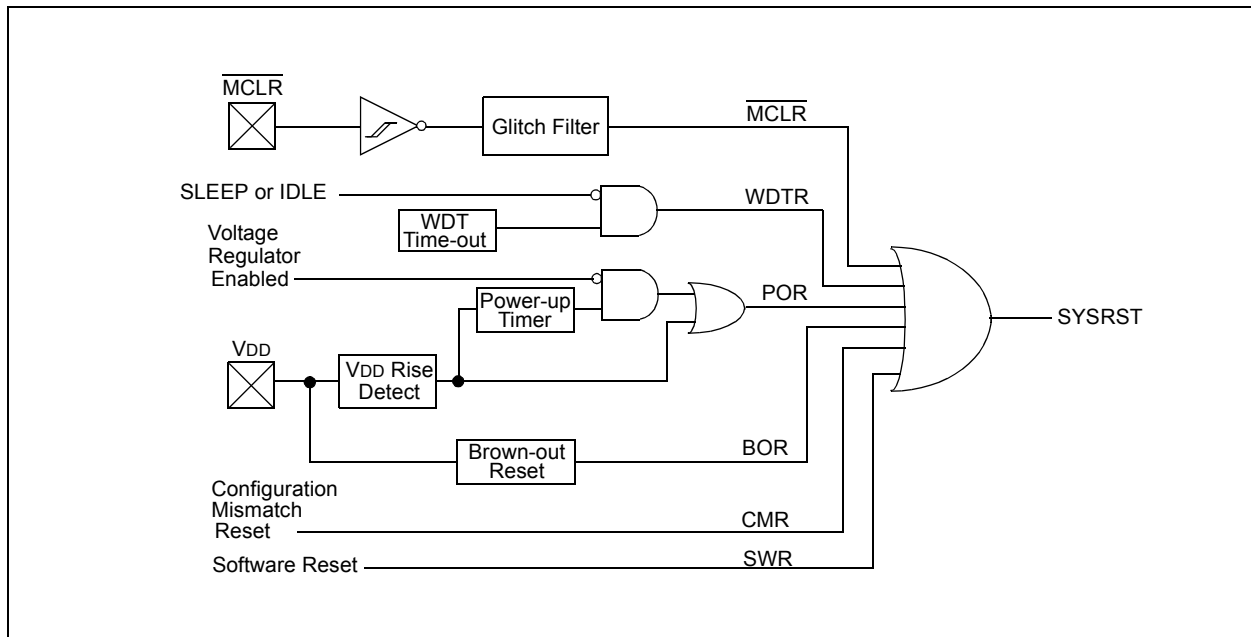 MCLR
Glitch Filter
MCLR
SLEEP or IDLE
WDT
Time-out
WDTR
Voltage
Regulator
Enabled
Power-up
Timer
POR
SYSRST
VDD
VDD Rise
Detect
Brown-out
Reset
BOR
Configuration
Mismatch
Reset
CMR
Software Reset
SWR